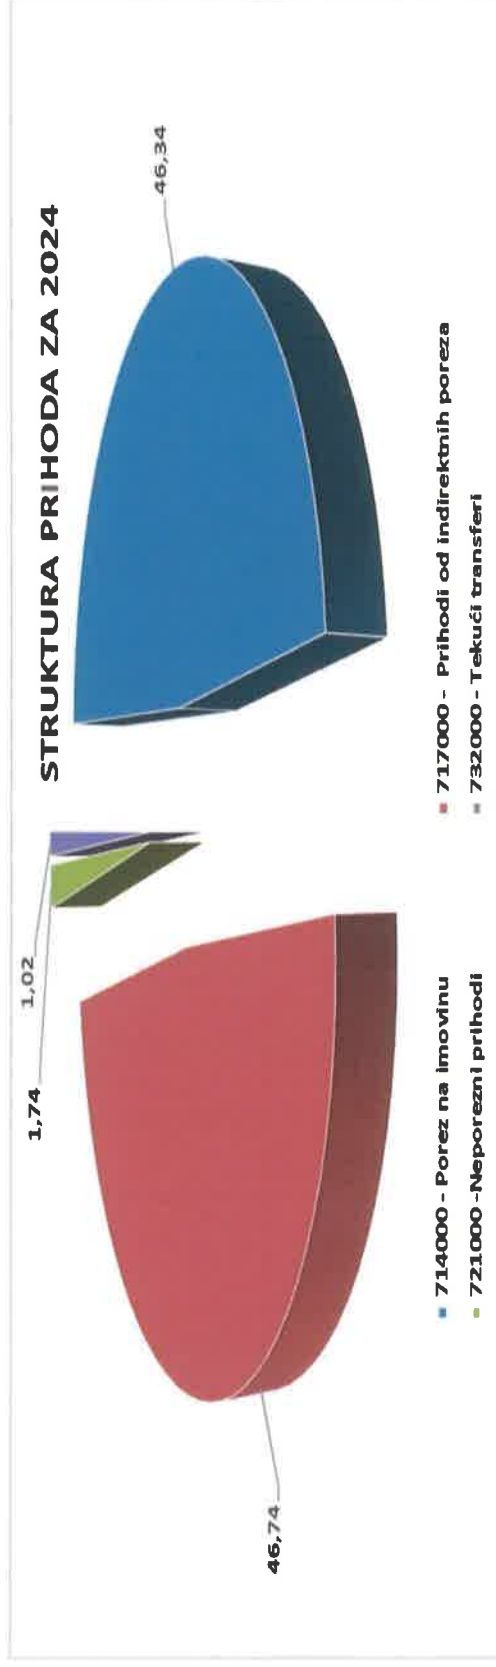 STRUKTURA PRIHODA ZA 2024
1,02
1,74
46,34
46,74
714000 - Porez na imovinu
717000 - Prihodi od indirektnih poreza
721000 -Neporezni prihodi
732000 - Tekući transferi